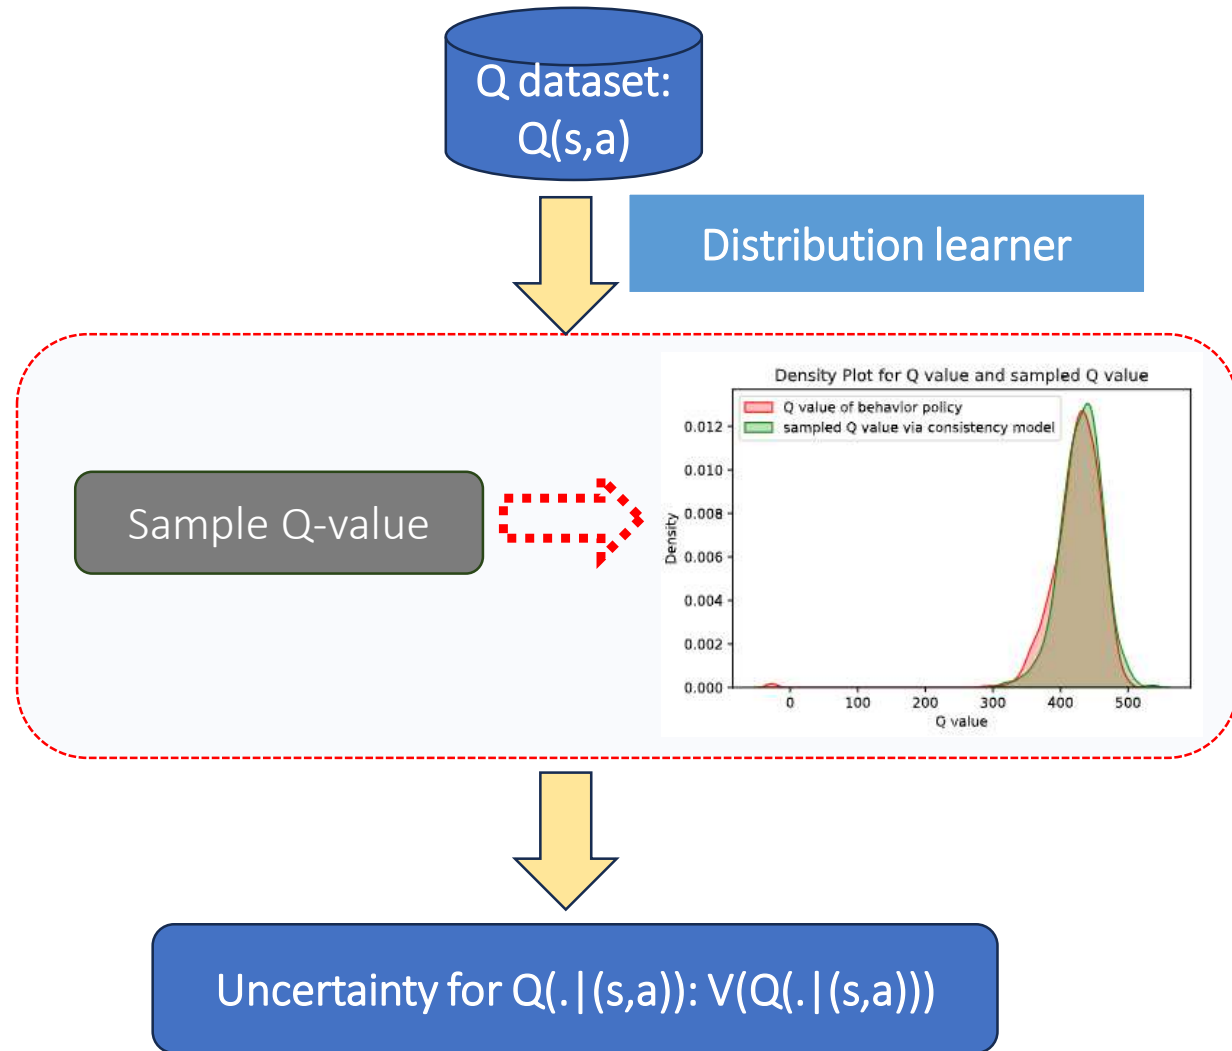 Q dataset:
Q(s,a)
Distribution learner
Sample Q-value
Density Plot for Q value and sampled Q value
Q value of behavior policy
sampled Q value via consistency model
0.012
0.010
0.008
0.006
0.004
0.002
0.000
Density
0 100 200 300 400 500
Q value
Uncertainty for Q(.|(s,a)): V(Q(.|(s,a)))